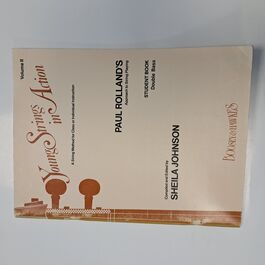 Volume II
Young Strings
in Action
A String Method for Class or Individual Instruction
PAUL ROLLAND'S
Approach to String Playing
STUDENT BOOK
Double Bass
Compiled and Edited by
SHEILA JOHNSON
BOOSEY & HAWKES